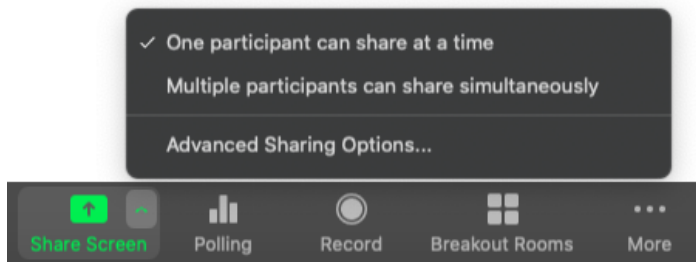 One participant can share at a time
Multiple participants can share simultaneously
Advanced Sharing Options...
Share Screen Polling Record Breakout Rooms More